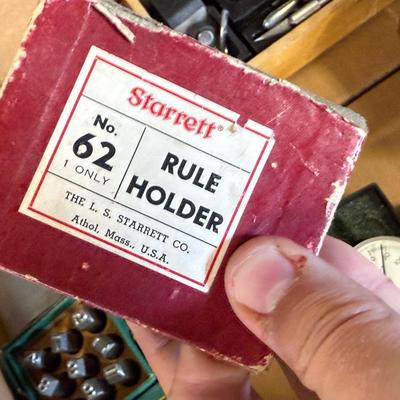 Starrett®
No.
62
1 ONLY
RULE
HOLDER
THE L. S. STARRETT CO.
Athol, Mass., U.S.A.